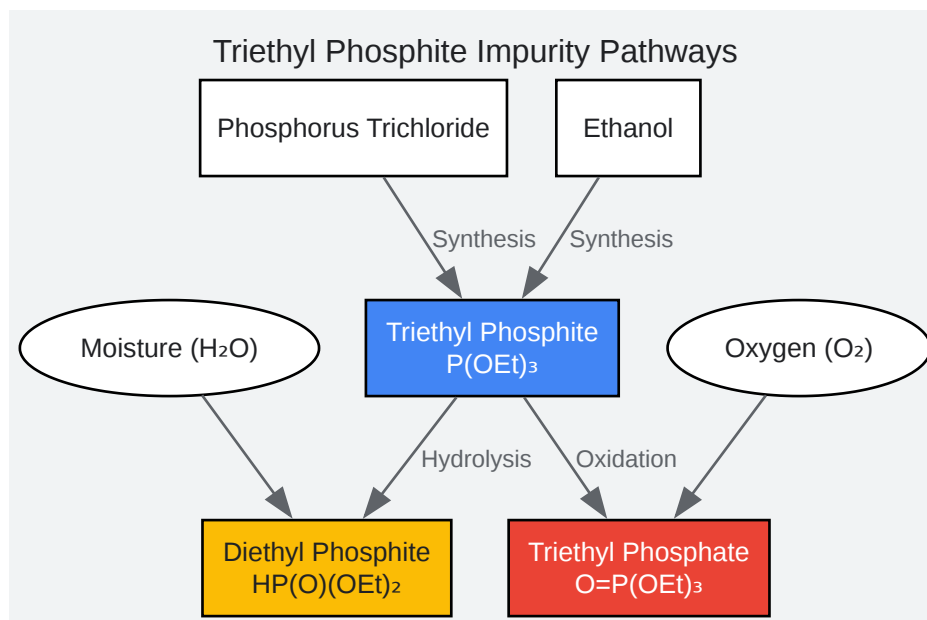 Triethyl Phosphite Impurity Pathways
Phosphorus Trichloride
Ethanol
Synthesis
Synthesis
Moisture (H₂O)
Triethyl Phosphite
P(OEt)₃
Oxygen (O₂)
Hydrolysis
Oxidation
Diethyl Phosphite
HP(O)(OEt)₂
Triethyl Phosphate
O=P(OEt)₃